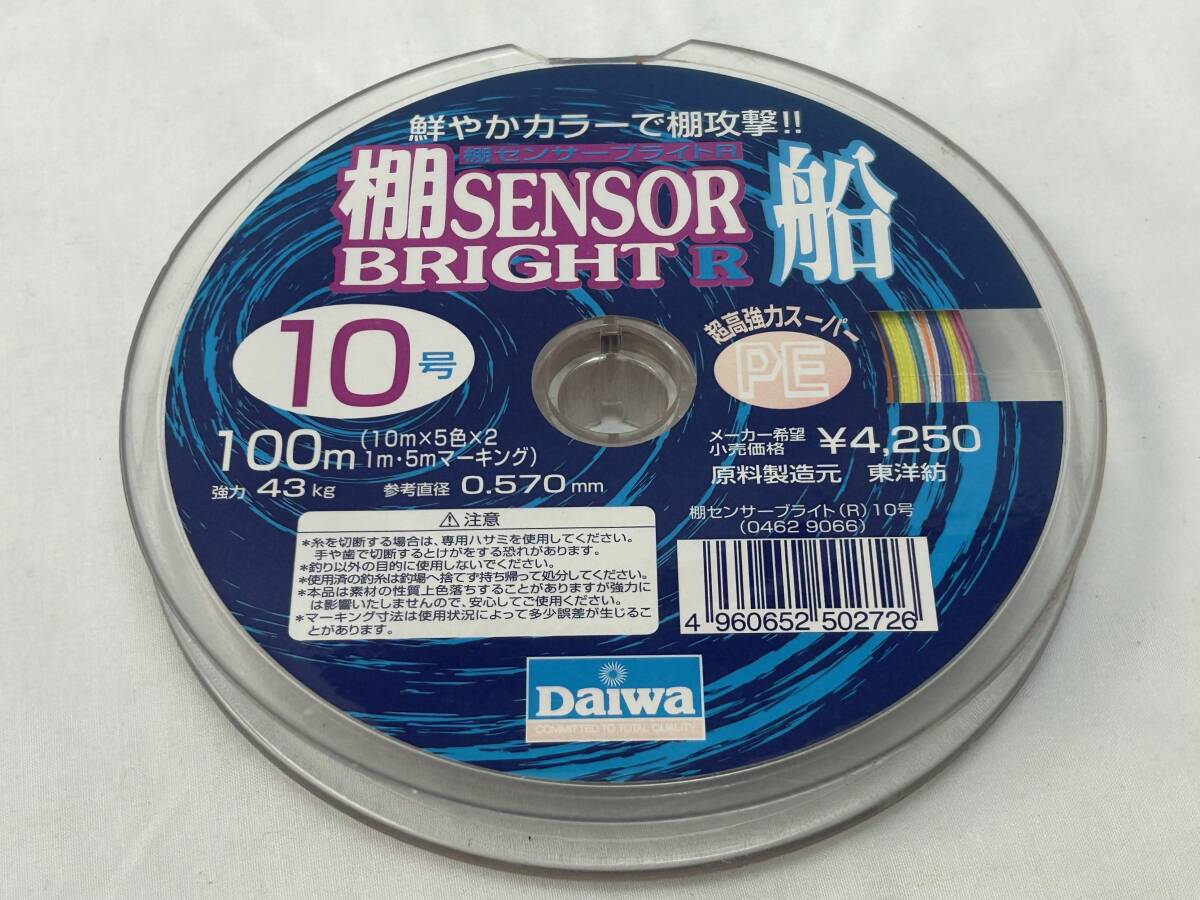 鮮やかカラーで棚攻撃!!
棚センサーブライトR
棚SENSOR
BRIGHT R
船
10号
超高強力スーパー
PE
100m (10m×5色×2
1m・5mマーキング)
強力 43kg 参考直径 0.570mm
メーカー希望
小売価格 ¥4,250
原料製造元 東洋紡
棚センサーブライト(R)10号
(0462 9066)
4 960652 502726
⚠注意
*糸を切断する場合は、専用ハサミを使用してください。
手や歯で切断するとけがをする恐れがあります。
*釣り以外の目的に使用しないでください。
*使用済の釣糸は釣場へ捨てず持ち帰って処分してください。
*本品は素材の性質上色落ちすることがありますが強力に
は影響いたしませんので、安心してご使用ください。
*マーキング寸法は使用状況によって多少誤差が生じるこ
とがあります。
Daiwa
COMMITTED TO TOTAL QUALITY